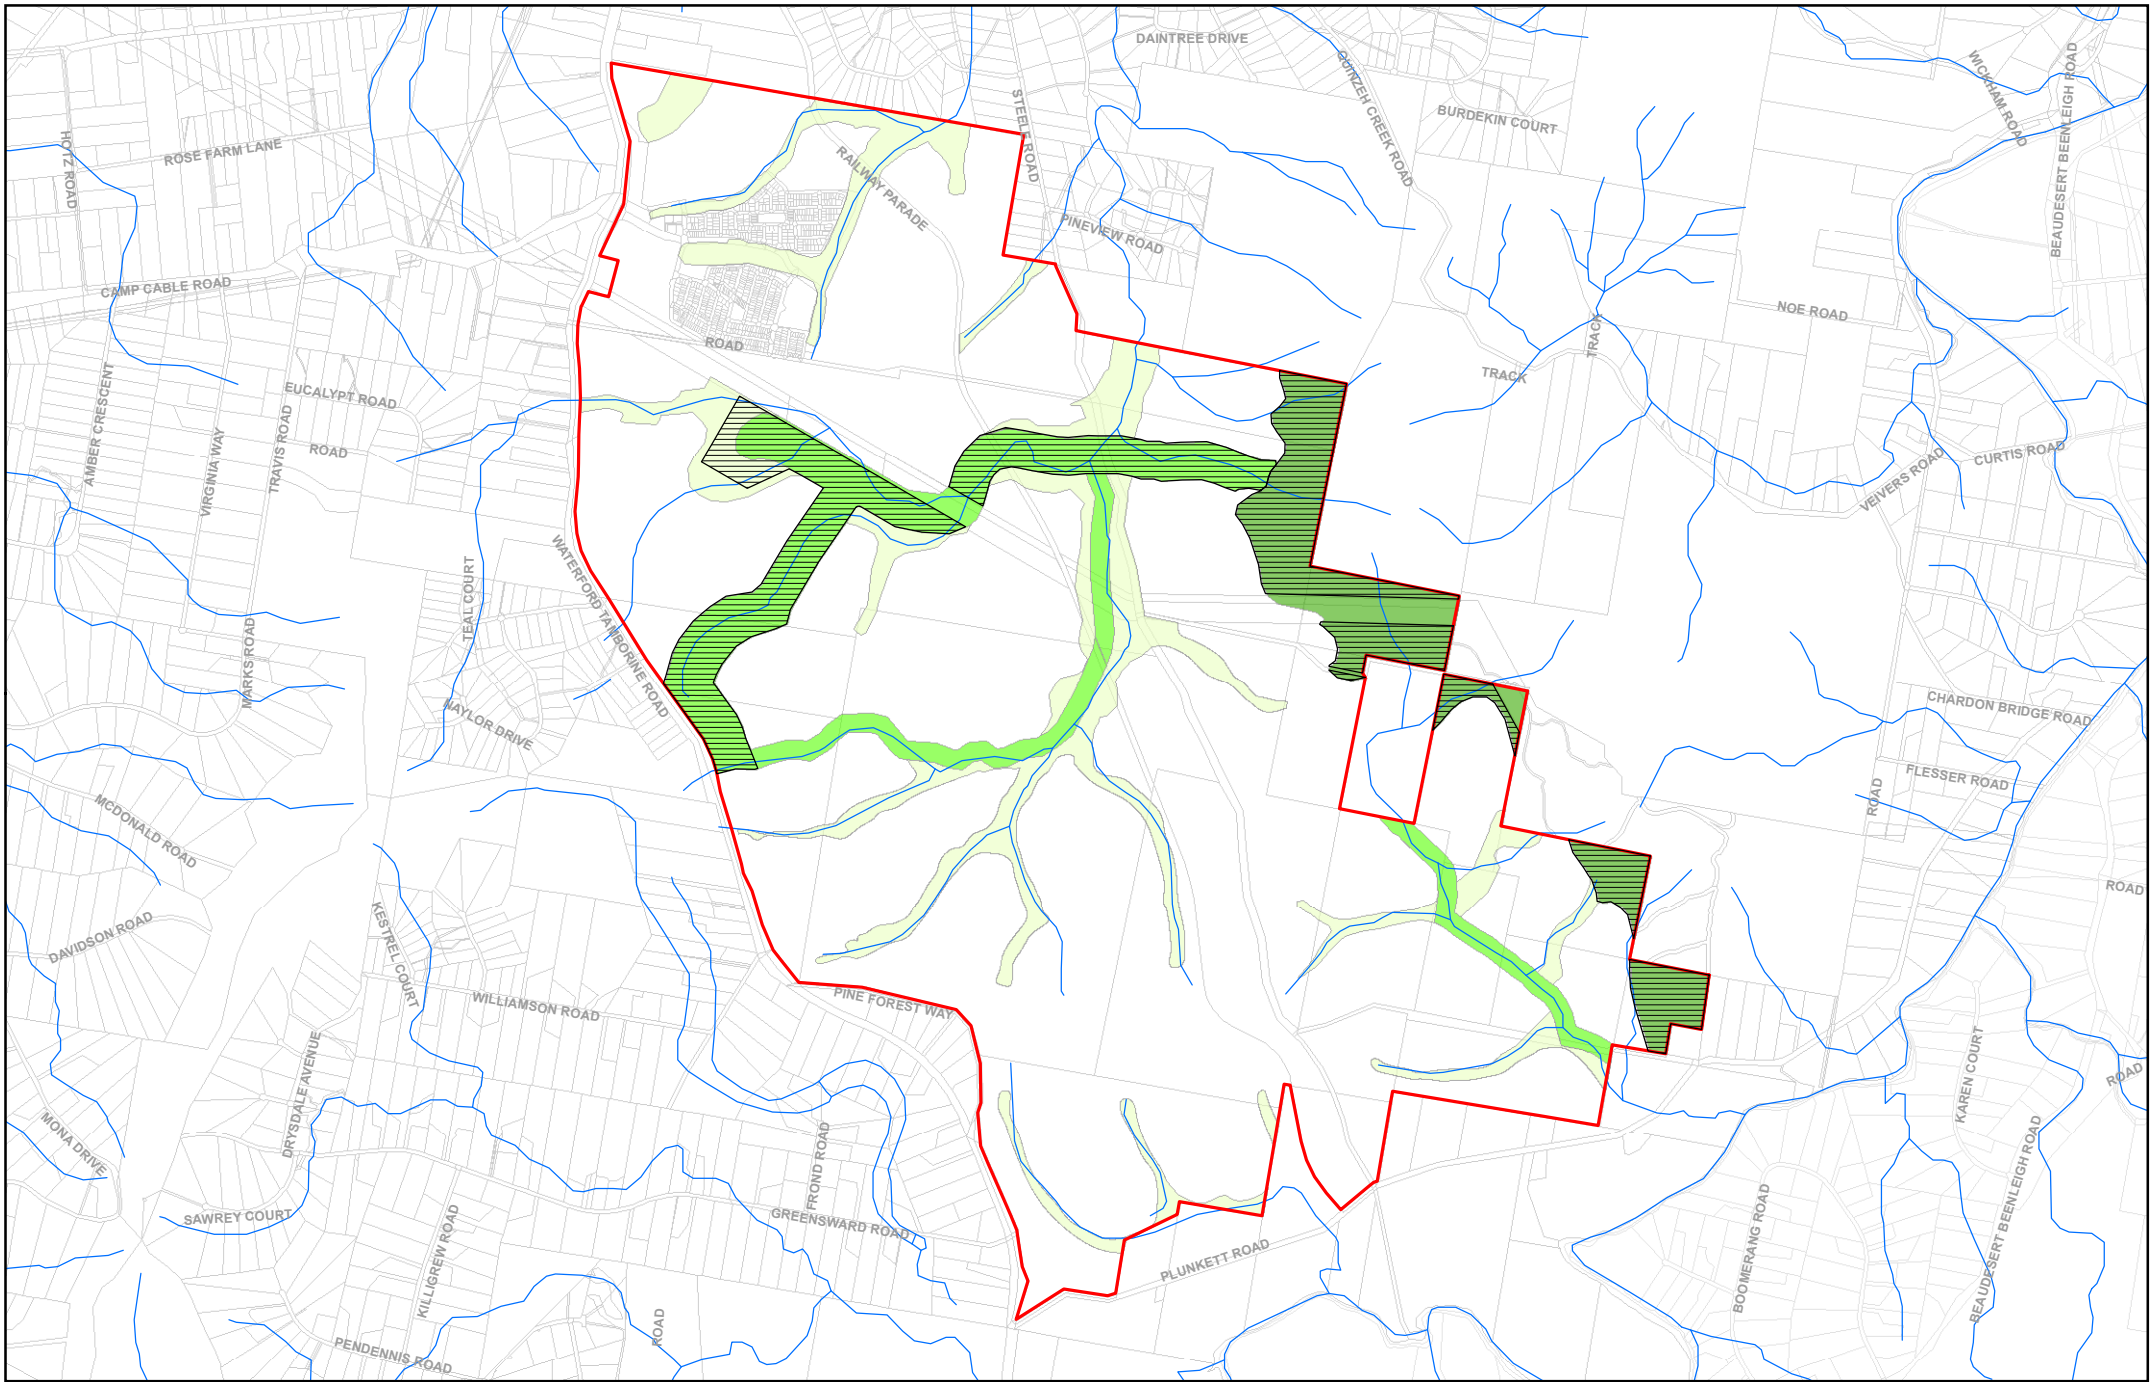 DAINTREE DRIVE
QUINZEH CREEK ROAD
WICKHAM ROAD
BEAUDESERT BEENLEIGH ROAD
STEELE ROAD
BURDEKIN COURT
HOTZ ROAD
ROSE FARM LANE
RAILWAY PARADE
PINEVIEW ROAD
CAMP CABLE ROAD
NOE ROAD
TRACK
ROAD
TRACK
AMBER CRESCENT
EUCALYPT ROAD
VIRGINIA WAY
TRAVIS ROAD
ROAD
CURTIS ROAD
VEIVERS ROAD
WATERFORD TAMBORINE ROAD
TEAL COURT
MARKS ROAD
NAYLOR DRIVE
CHARDON BRIDGE ROAD
FLESSER ROAD
ROAD
MCDONALD ROAD
ROAD
DAVIDSON ROAD
KESTREL COURT
WILLIAMSON ROAD
PINE FOREST WAY
DRYSDALE AVENUE
KAREN COURT
ROAD
MONA DRIVE
FROND ROAD
BEAUDESERT BEENLEIGH ROAD
SAWREY COURT
GREENSWARD ROAD
KILLIGREW ROAD
PLUNKETT ROAD
BOOMERANG ROAD
ROAD
PENDENNIS ROAD